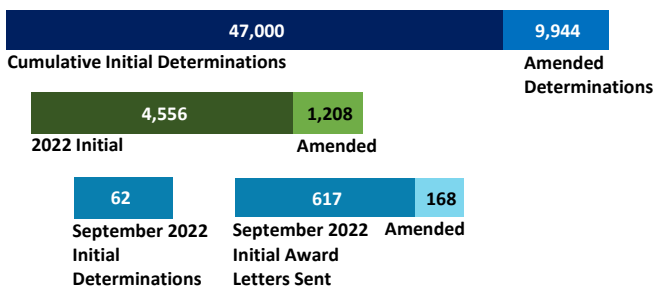 47,000 9,944
Cumulative Initial Determinations
Amended
Determinations
4,556 1,208
2022 Initial Amended
62
September 2022
Initial
Determinations
617 168
September 2022
Initial Award
Letters Sent
Amended